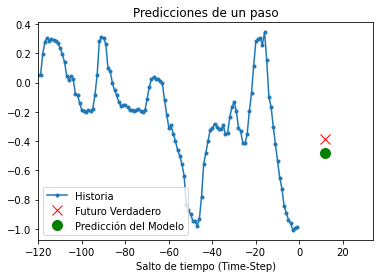 Predicciones de un paso
0.4
0.2
0.0
−0.2
−0.4
−0.6
−0.8
−1.0
Historia
Futuro Verdadero
Predicción del Modelo
−120 −100 −80 −60 −40 −20 0 20
Salto de tiempo (Time-Step)